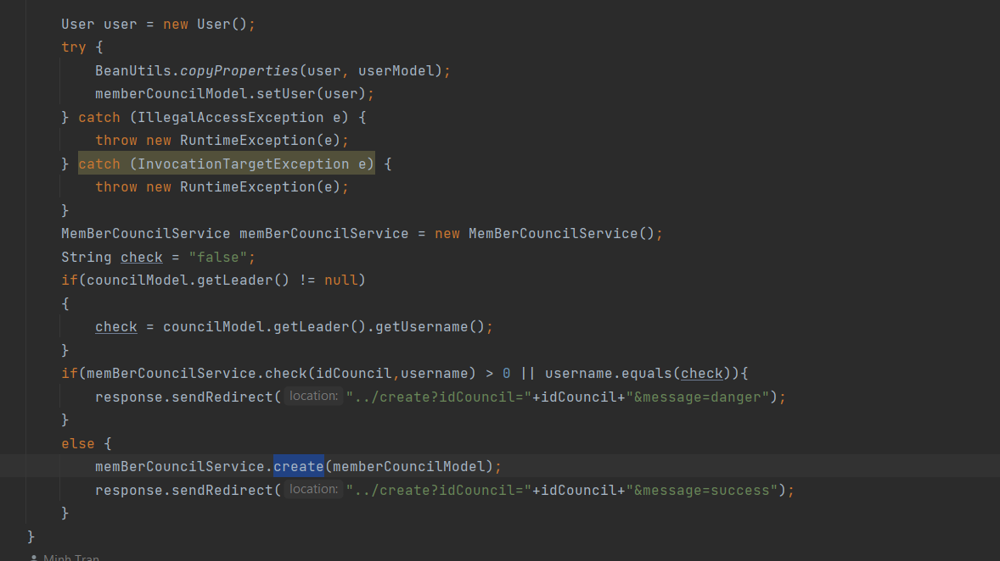 User user = new User();
try {
BeanUtils.copyProperties(user, userModel);
memberCouncilModel.setUser(user);
} catch (IllegalAccessException e) {
throw new RuntimeException(e);
} catch (InvocationTargetException e) {
throw new RuntimeException(e);
}
MemBerCouncilService memBerCouncilService = new MemBerCouncilService();
String check = "false";
if(councilModel.getLeader() != null)
{
check = councilModel.getLeader().getUsername();
}
if(memBerCouncilService.check(idCouncil,username) > 0 || username.equals(check)){
response.sendRedirect( location: "../create?idCouncil="+idCouncil+"&message=danger");
}
else {
memBerCouncilService.create(memberCouncilModel);
response.sendRedirect( location: "../create?idCouncil="+idCouncil+"&message=success");
}
}
Minh Tran